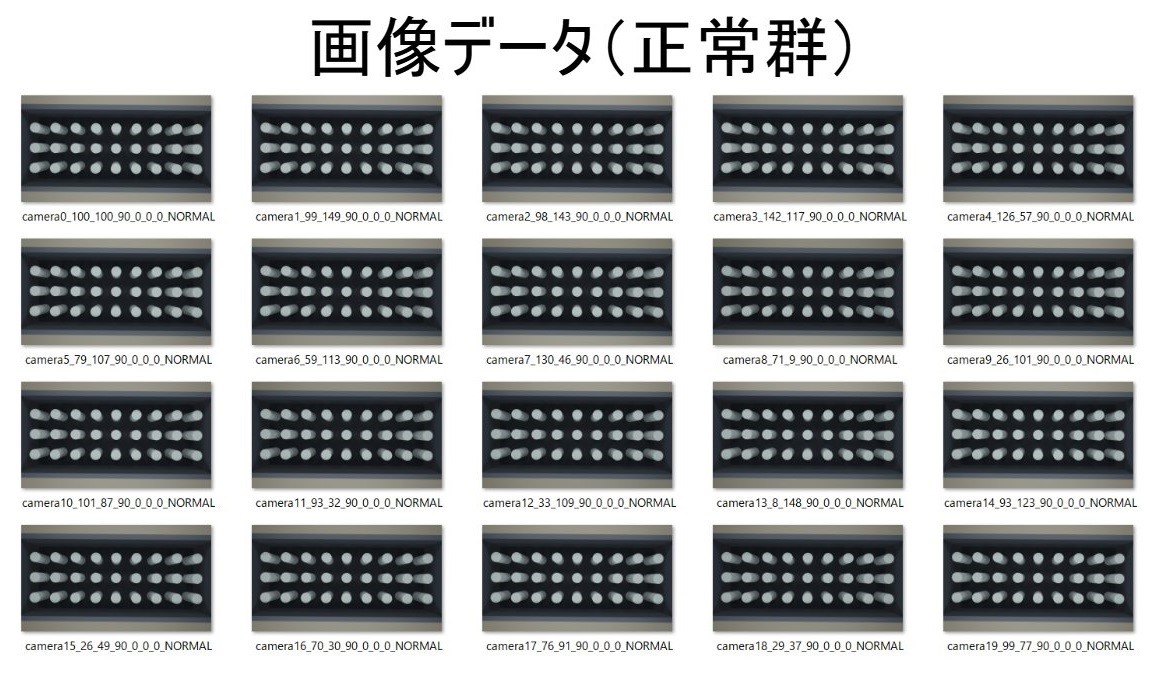 画像データ(正常群)
camera0_100_100_90_0_0_0_NORMAL
camera1_99_149_90_0_0_0_NORMAL
camera2_98_143_90_0_0_0_NORMAL
camera3_142_117_90_0_0_0_NORMAL
camera4_126_57_90_0_0_0_NORMAL
camera5_79_107_90_0_0_0_NORMAL
camera6_59_113_90_0_0_0_NORMAL
camera7_130_46_90_0_0_0_NORMAL
camera8_71_9_90_0_0_0_NORMAL
camera9_26_101_90_0_0_0_NORMAL
camera10_101_87_90_0_0_0_NORMAL
camera11_93_32_90_0_0_0_NORMAL
camera12_33_109_90_0_0_0_NORMAL
camera13_8_148_90_0_0_0_NORMAL
camera14_93_123_90_0_0_0_NORMAL
camera15_26_49_90_0_0_0_NORMAL
camera16_70_30_90_0_0_0_NORMAL
camera17_76_91_90_0_0_0_NORMAL
camera18_29_37_90_0_0_0_NORMAL
camera19_99_77_90_0_0_0_NORMAL